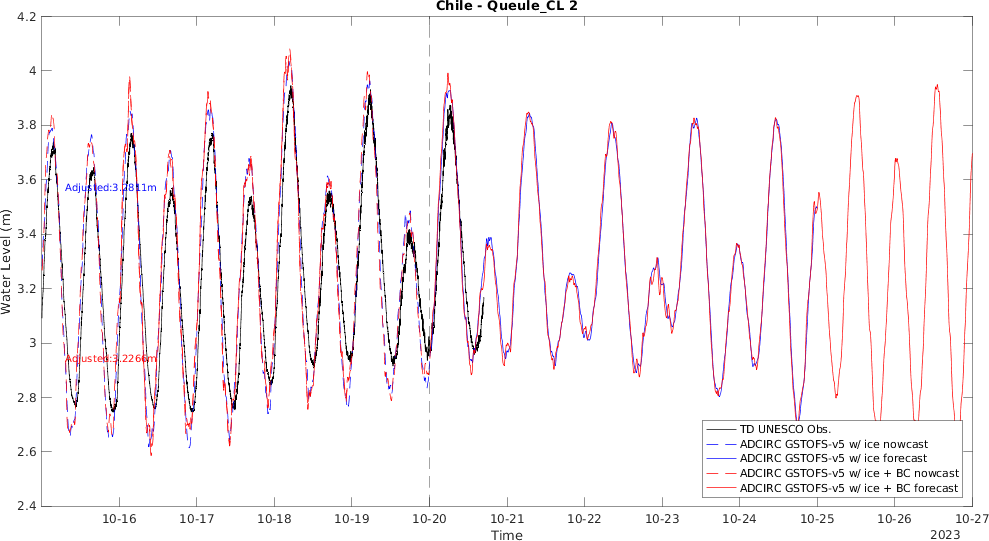 Chile - Queule_CL 2
4.2
4
3.8
3.6
3.4
3.2
3
2.8
2.6
2.4
Water Level (m)
Adjusted:3.2811m
Adjusted:3.2266m
TD UNESCO Obs.
ADCIRC GSTOFS-v5 w/ ice nowcast
ADCIRC GSTOFS-v5 w/ ice forecast
ADCIRC GSTOFS-v5 w/ ice + BC nowcast
ADCIRC GSTOFS-v5 w/ ice + BC forecast
10-16 10-17 10-18 10-19 10-20 10-21 10-22 10-23 10-24 10-25 10-26 10-27
Time
2023